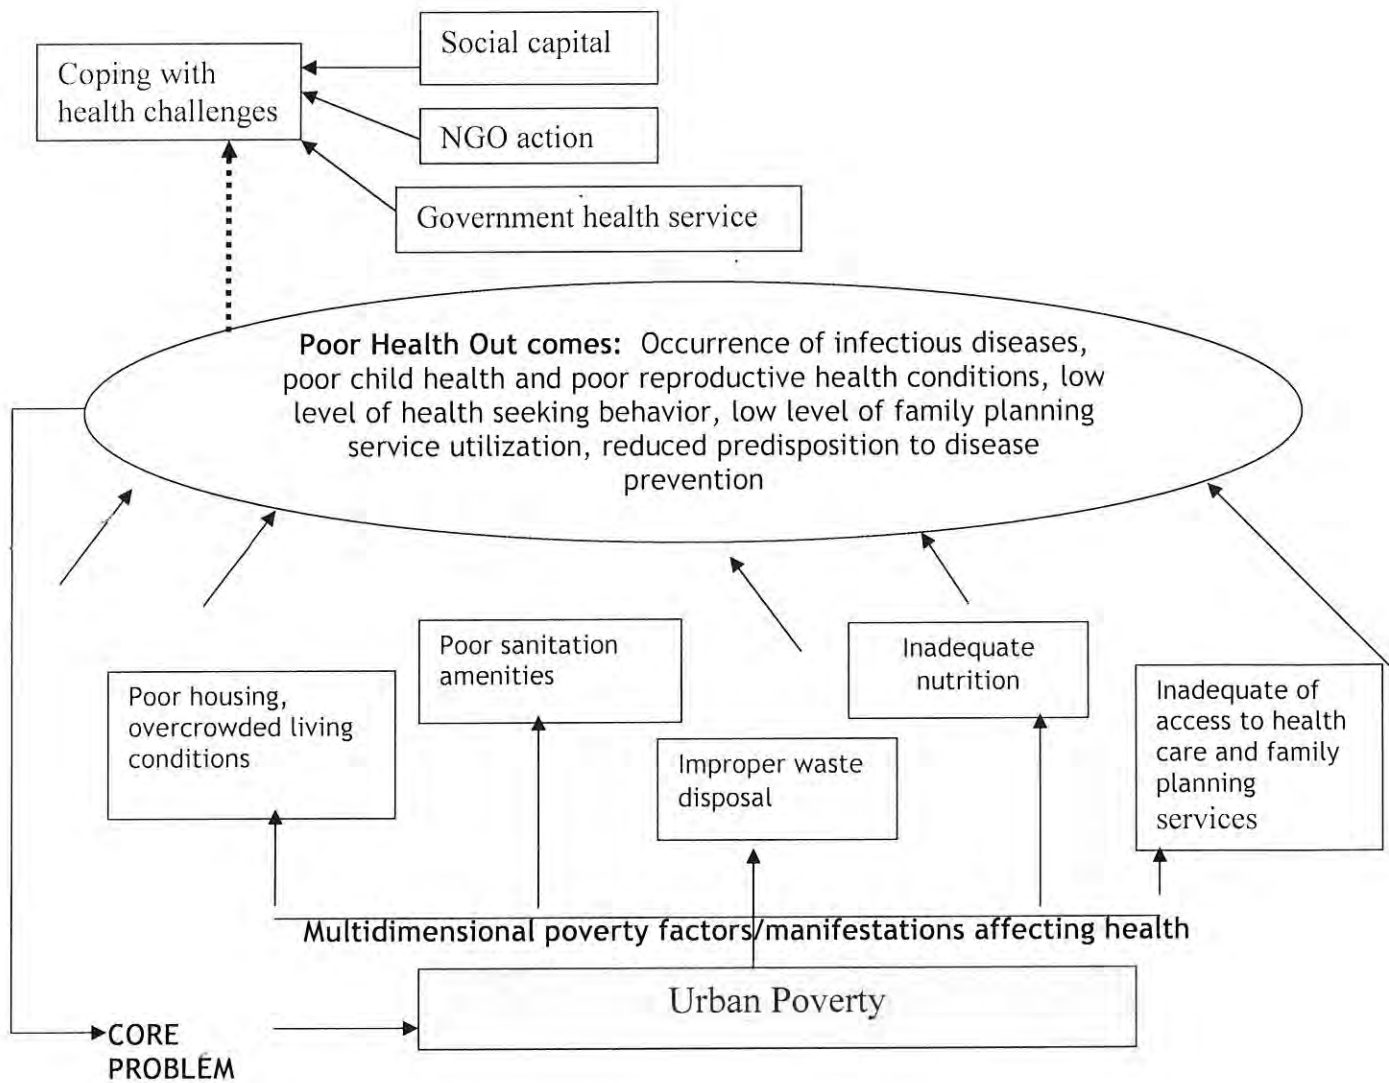 Social capital
Coping with
health challenges
NGO action
Government health service
Poor Health Out comes: Occurrence of infectious diseases,
poor child health and poor reproductive health conditions, low
level of health seeking behavior, low level of family planning
service utilization, reduced predisposition to disease
prevention
Poor housing,
overcrowded living
conditions
Poor sanitation
amenities
Improper waste
disposal
Inadequate
nutrition
Inadequate of
access to health
care and family
planning
services
Multidimensional poverty factors/manifestations affecting health
Urban Poverty
CORE
PROBLEM